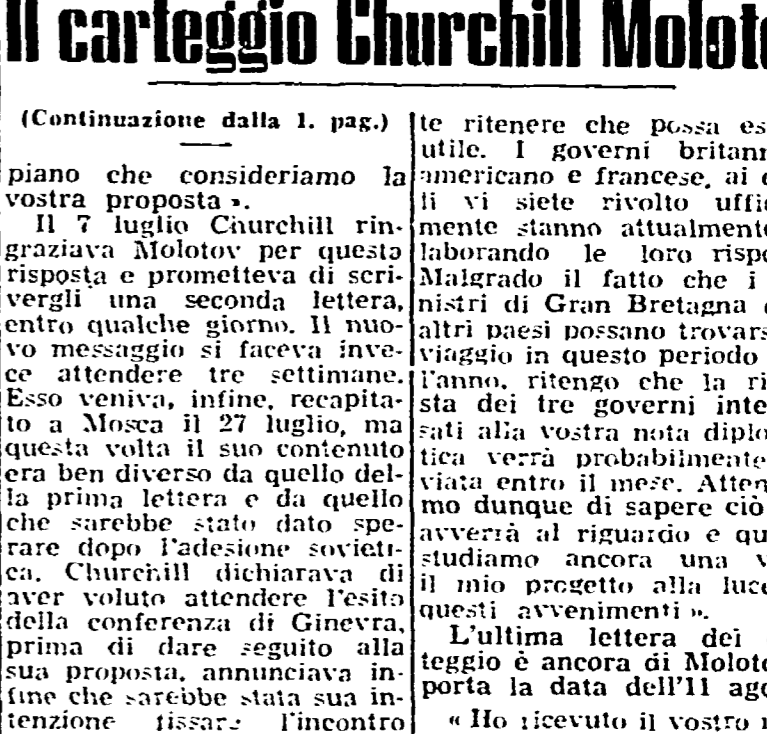 Il carteggio Churchill Moloto
(Continuazione dalla 1. pag.)
piano che consideriamo la
vostra proposta ».
Il 7 luglio Churchill rin-
graziava Molotov per questa
risposta e prometteva di scri-
vergli una seconda lettera,
entro qualche giorno. Il nuo-
vo messaggio si faceva inve-
ce attendere tre settimane.
Esso veniva, infine, recapita-
to a Mosca il 27 luglio, ma
questa volta il suo contenuto
era ben diverso da quello del-
la prima lettera e da quello
che sarebbe stato dato spe-
rare dopo l'adesione sovieti-
ca. Churchill dichiarava di
aver voluto attendere l'esito
della conferenza di Ginevra,
prima di dare seguito alla
sua proposta, annunciava in-
fine che sarebbe stata sua in-
tenzione fissare l'incontro
te ritenere che possa es
utile. I governi britann
americano e francese, ai
li vi siete rivolto uffic
mente stanno attualmente
laborando le loro rispo
Malgrado il fatto che i
nistri di Gran Bretagna
altri paesi possano trovars
viaggio in questo periodo
l'anno, ritengo che la ri
sta dei tre governi inte
sati alla vostra nota diplo
tica verrà probabilmente
viata entro il mese. Atten
mo dunque di sapere ciò
avverrà al riguardo e qu
studiamo ancora una v
il mio progetto alla luce
questi avvenimenti ».
L'ultima lettera del
teggio è ancora di Moloto
porta la data dell'11 ago
« Ho ricevuto il vostro